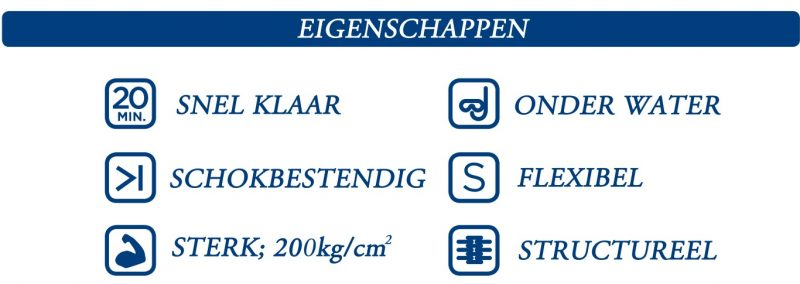 EIGENSCHAPPEN
20 MIN. SNEL KLAAR
ONDER WATER
>| SCHOKBESTENDIG
S FLEXIBEL
STERK; 200kg/cm²
STRUCTUREEL